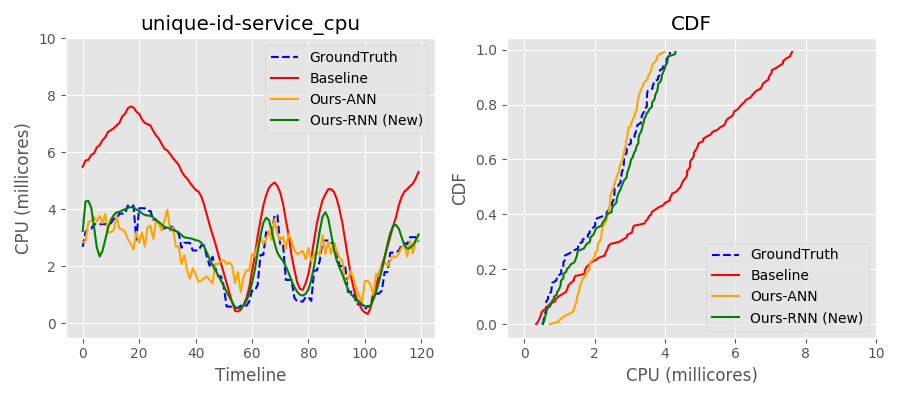 unique-id-service_cpu
CPU (millicores)
10
8
6
4
2
0
GroundTruth
Baseline
Ours-ANN
Ours-RNN (New)
0 20 40 60 80 100 120
Timeline
CDF
CDF
1.0
0.8
0.6
0.4
0.2
0.0
GroundTruth
Baseline
Ours-ANN
Ours-RNN (New)
0 2 4 6 8 10
CPU (millicores)